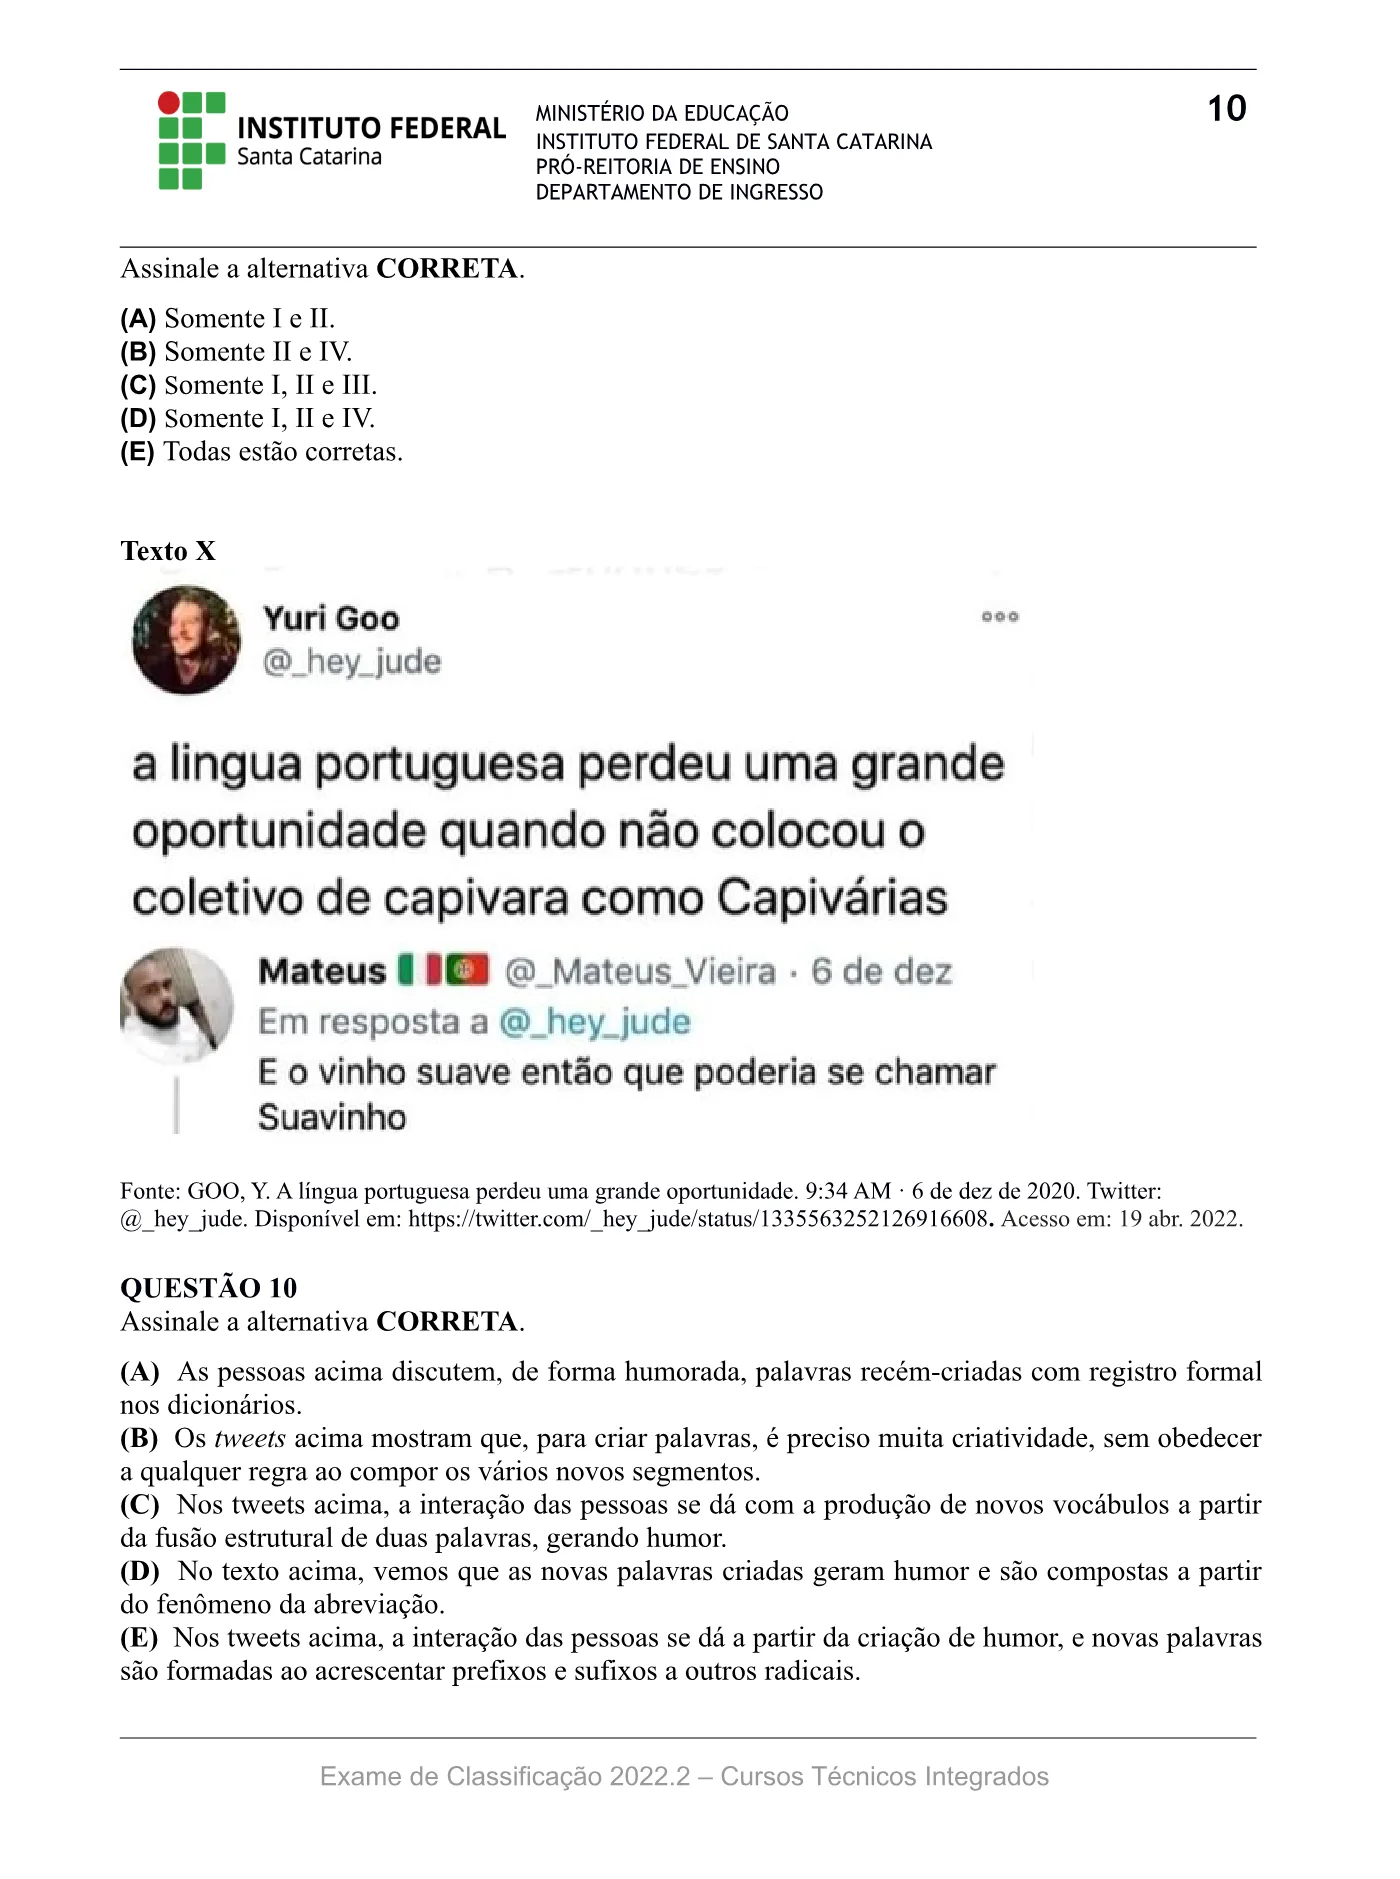 INSTITUTO FEDERAL
Santa Catarina
MINISTÉRIO DA EDUCAÇÃO
INSTITUTO FEDERAL DE SANTA CATARINA
PRÓ-REITORIA DE ENSINO
DEPARTAMENTO DE INGRESSO
10
Assinale a alternativa CORRETA.
(A) Somente I e II.
(B) Somente II e IV.
(C) Somente I, II e III.
(D) Somente I, II e IV.
(E) Todas estão corretas.
Texto X
Yuri Goo
@_hey_jude
a lingua portuguesa perdeu uma grande
oportunidade quando não colocou o
coletivo de capivara como Capivárias
Mateus @_Mateus_Vieira · 6 de dez
Em resposta a @_hey_jude
E o vinho suave então que poderia se chamar
Suavinho
Fonte: GOO, Y. A língua portuguesa perdeu uma grande oportunidade. 9:34 AM · 6 de dez de 2020. Twitter:
@_hey_jude. Disponível em: https://twitter.com/_hey_jude/status/1335563252126916608. Acesso em: 19 abr. 2022.
QUESTÃO 10
Assinale a alternativa CORRETA.
(A) As pessoas acima discutem, de forma humorada, palavras recém-criadas com registro formal
nos dicionários.
(B) Os tweets acima mostram que, para criar palavras, é preciso muita criatividade, sem obedecer
a qualquer regra ao compor os vários novos segmentos.
(C) Nos tweets acima, a interação das pessoas se dá com a produção de novos vocábulos a partir
da fusão estrutural de duas palavras, gerando humor.
(D) No texto acima, vemos que as novas palavras criadas geram humor e são compostas a partir
do fenômeno da abreviação.
(E) Nos tweets acima, a interação das pessoas se dá a partir da criação de humor, e novas palavras
são formadas ao acrescentar prefixos e sufixos a outros radicais.
Exame de Classificação 2022.2 – Cursos Técnicos Integrados